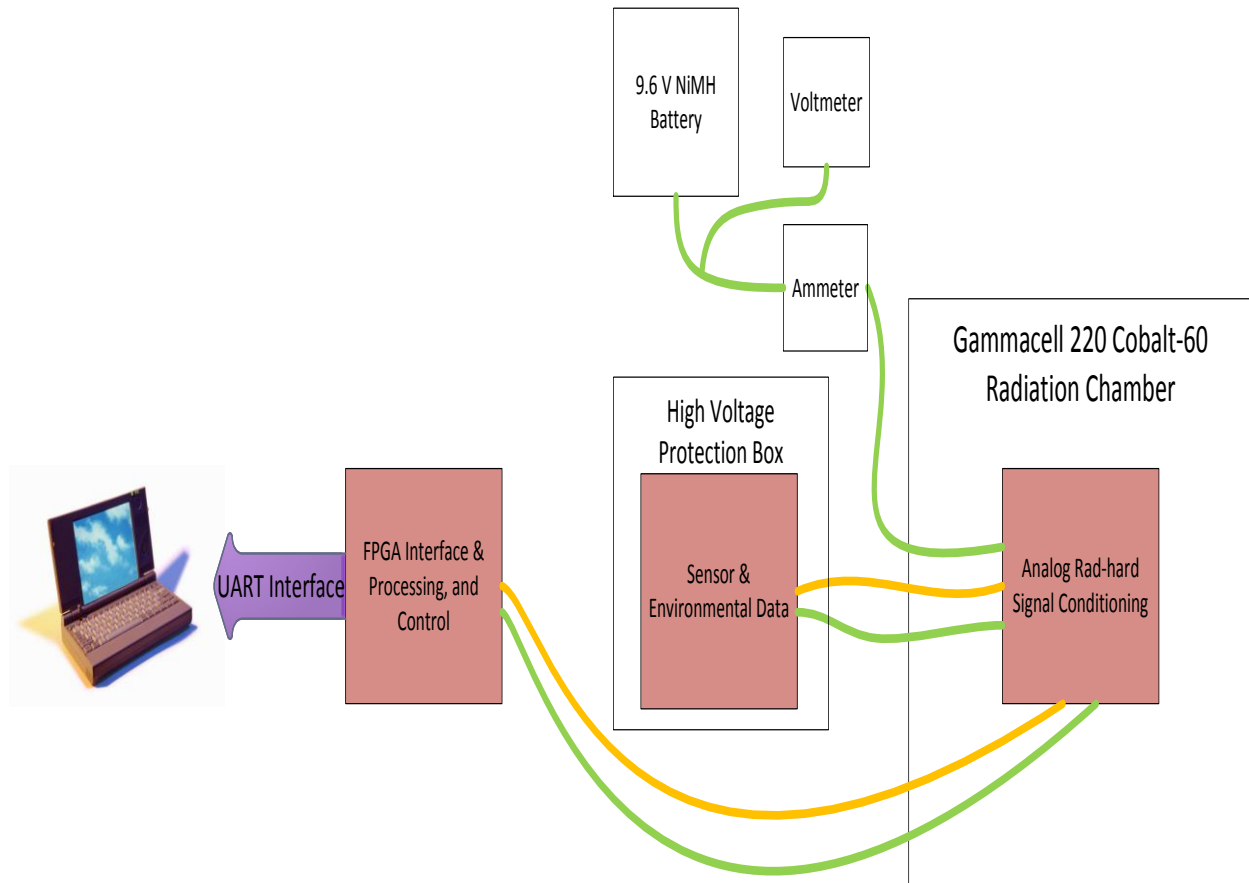 9.6 V NiMH
Battery
Voltmeter
Ammeter
Gammacell 220 Cobalt-60
Radiation Chamber
High Voltage
Protection Box
UART Interface
FPGA Interface &
Processing, and
Control
Sensor &
Environmental Data
Analog Rad-hard
Signal Conditioning